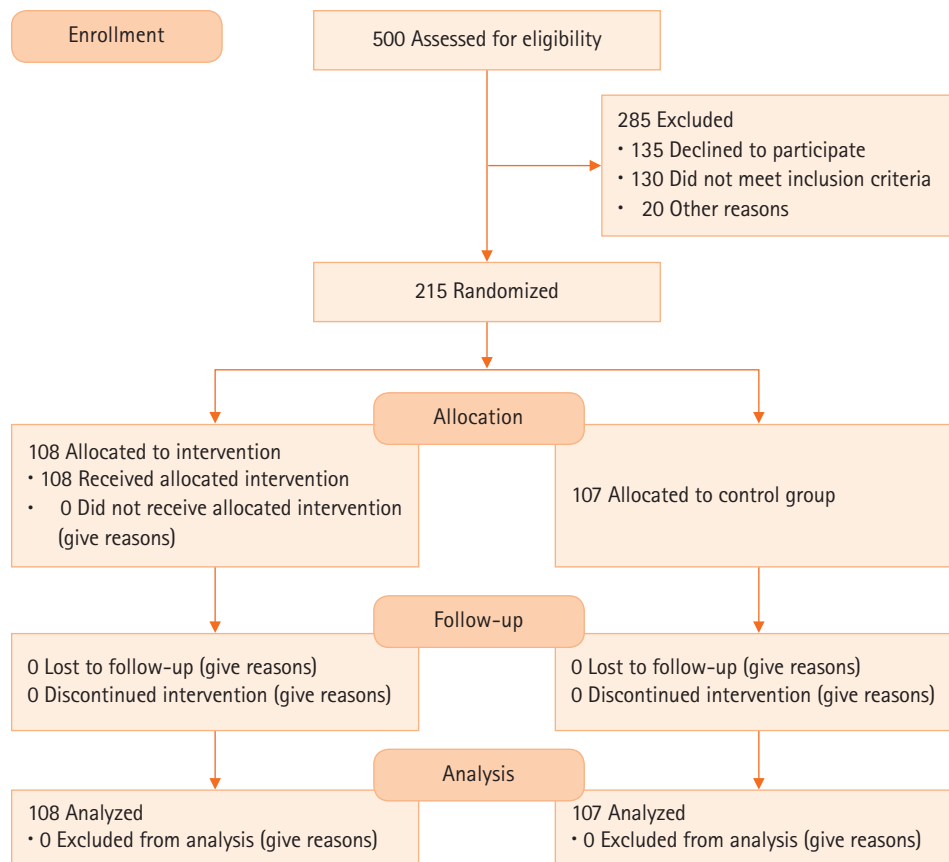 Enrollment
500 Assessed for eligibility
285 Excluded
• 135 Declined to participate
• 130 Did not meet inclusion criteria
• 20 Other reasons
215 Randomized
Allocation
108 Allocated to intervention
• 108 Received allocated intervention
• 0 Did not receive allocated intervention
(give reasons)
107 Allocated to control group
Follow-up
0 Lost to follow-up (give reasons)
0 Discontinued intervention (give reasons)
0 Lost to follow-up (give reasons)
0 Discontinued intervention (give reasons)
Analysis
108 Analyzed
• 0 Excluded from analysis (give reasons)
107 Analyzed
• 0 Excluded from analysis (give reasons)